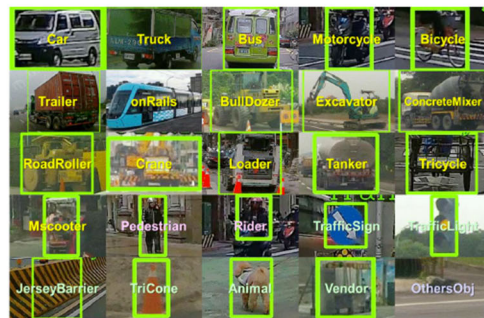 Car Truck Bus Motorcycle Bicycle
Trailer onRails BullDozer Excavator ConcreteMixer
RoadRoller Crane Loader Tanker Tricycle
Mscooter Pedestrian Rider TrafficSign TrafficLight
JerseyBarrier TriCone Animal Vendor OthersObj